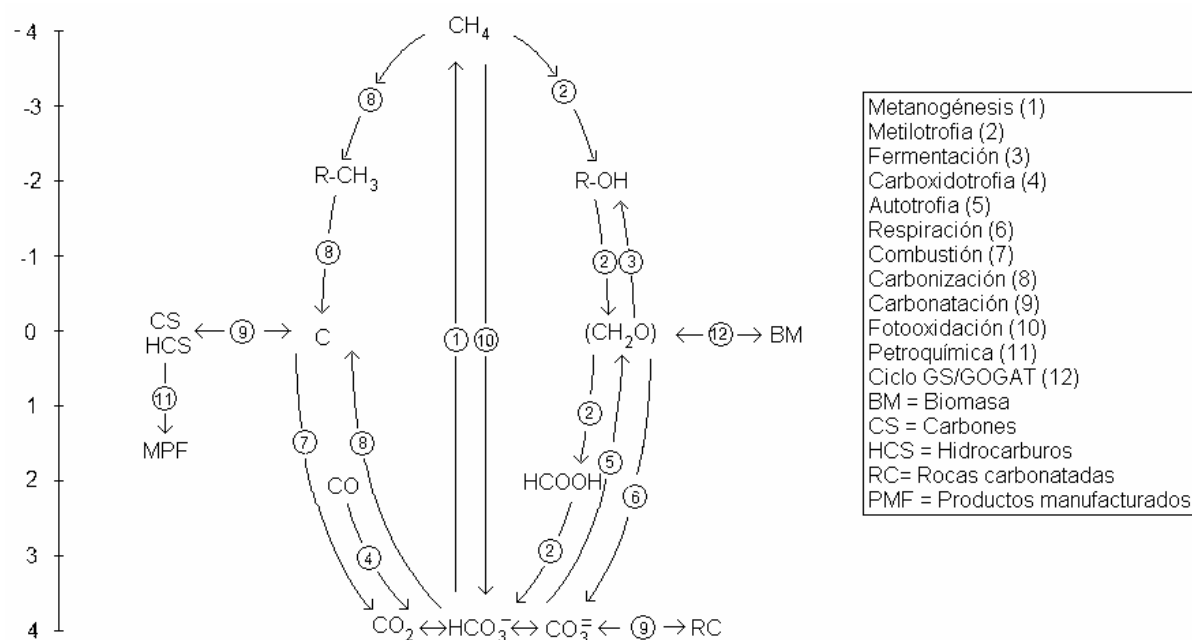 -4
CH4
8
2
-3
R-CH3
R-OH
-2
8
2
3
-1
CS
HCS
9
C
1
10
(CH2O)
12
BM
0
11
2
1
7
8
5
MPF
CO
HCOOH
6
2
4
2
3
CO2
HCO3-
CO3=
9
RC
4
Metanogénesis (1)
Metilotrofia (2)
Fermentación (3)
Carboxidotrofia (4)
Autotrofia (5)
Respiración (6)
Combustión (7)
Carbonización (8)
Carbonatación (9)
Fotooxidación (10)
Petroquímica (11)
Ciclo GS/GOGAT (12)
BM = Biomasa
CS = Carbones
HCS = Hidrocarburos
RC= Rocas carbonatadas
PMF = Productos manufacturados